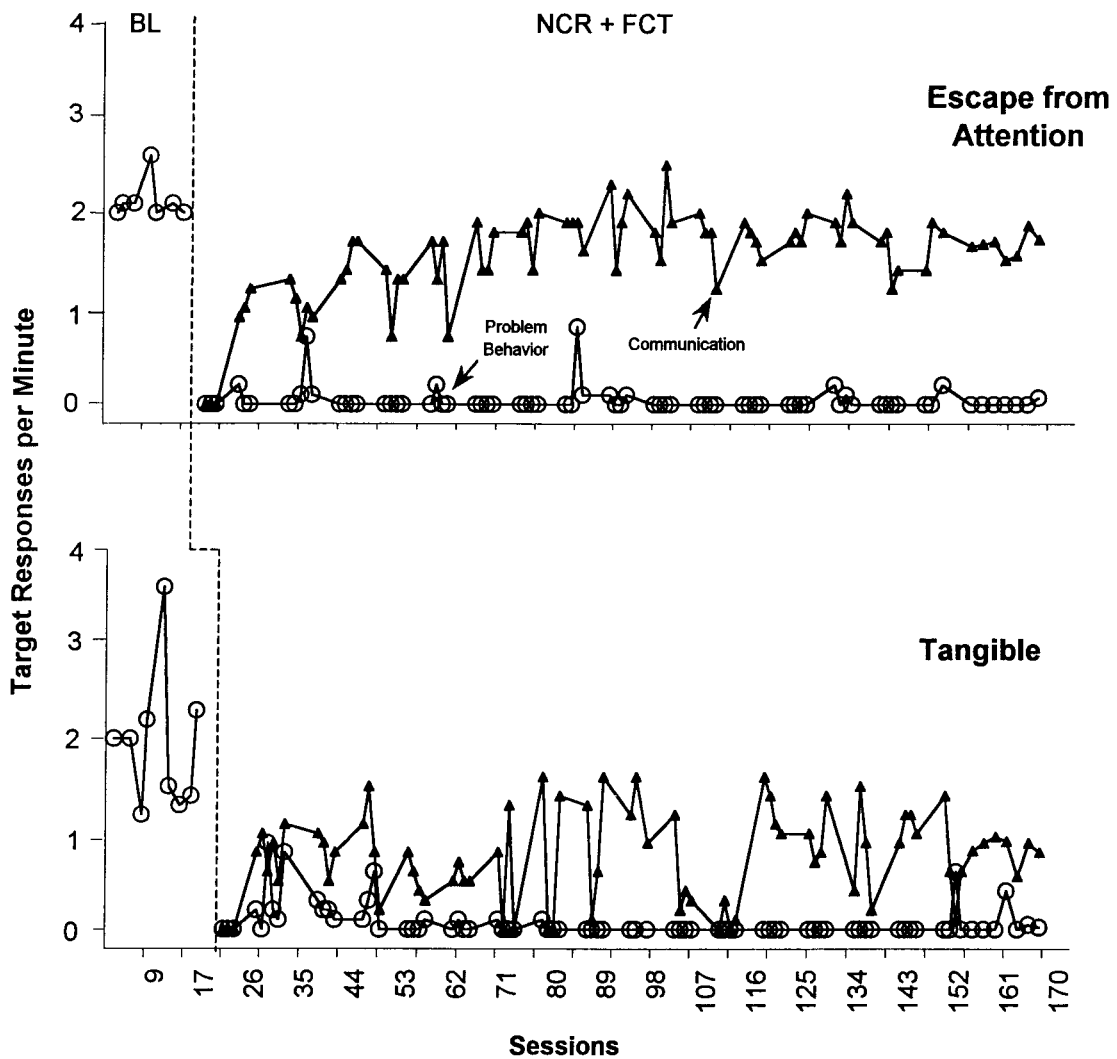 BL
NCR + FCT
4
3
2
1
0
Escape from
Attention
Problem
Behavior
Communication
Target Responses per Minute
4
3
2
1
0
Tangible
9
17
26
35
44
53
62
71
80
89
98
107
116
125
134
143
152
161
170
Sessions